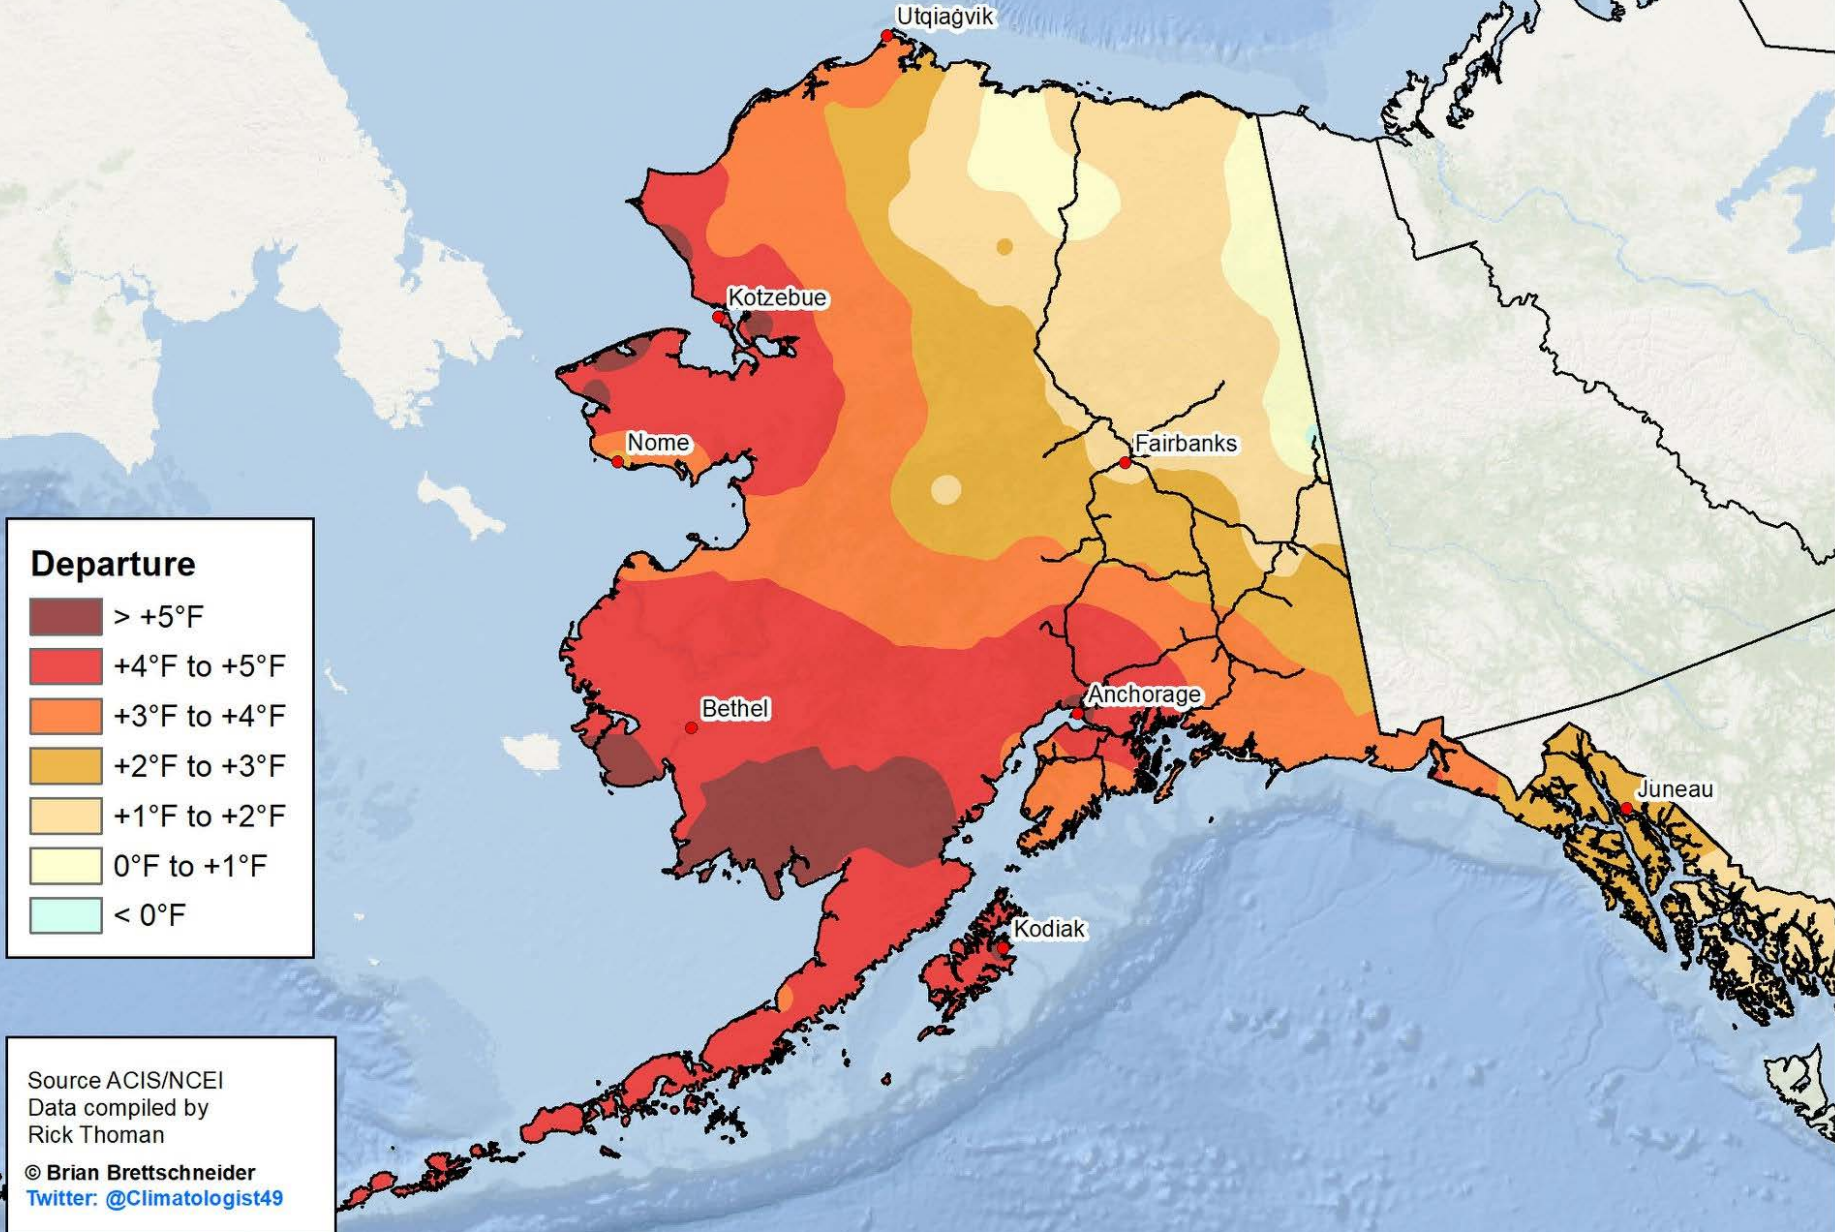 Utqiaġvik
Kotzebue
Nome
Fairbanks
Bethel
Anchorage
Juneau
Kodiak
Departure
> +5°F
+4°F to +5°F
+3°F to +4°F
+2°F to +3°F
+1°F to +2°F
0°F to +1°F
< 0°F
Source ACIS/NCEI
Data compiled by
Rick Thoman
© Brian Brettschneider
Twitter: @Climatologist49